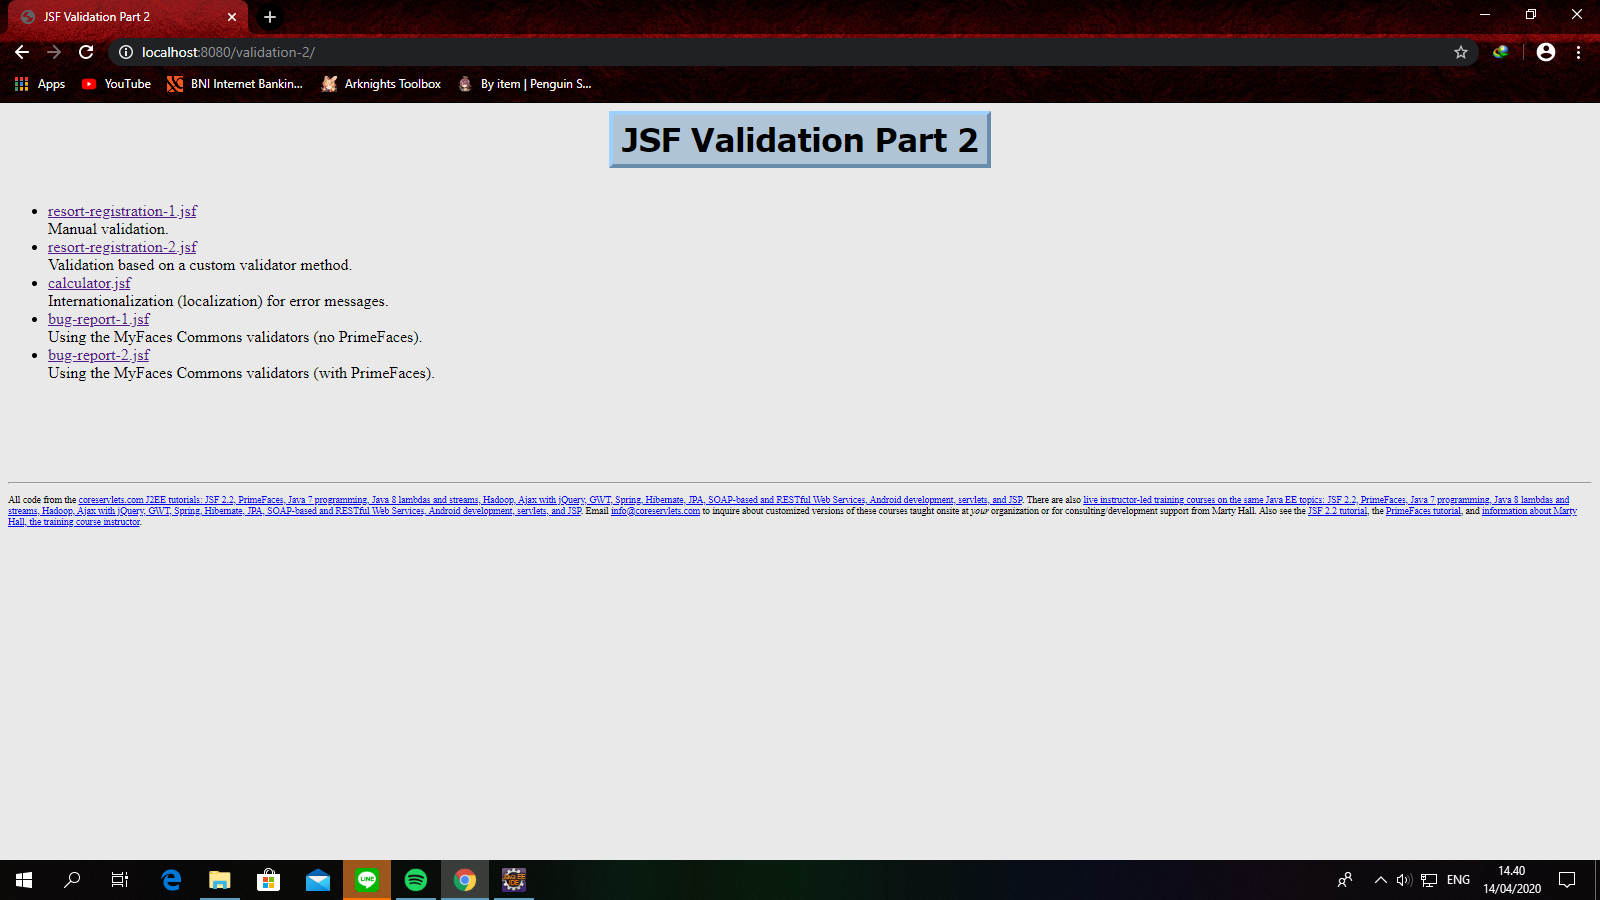 JSF Validation Part 2
localhost:8080/validation-2/
Apps YouTube BNI Internet Bankin... Arknights Toolbox By item | Penguin S...
JSF Validation Part 2
resort-registration-1.jsf
Manual validation.
resort-registration-2.jsf
Validation based on a custom validator method.
calculator.jsf
Internationalization (localization) for error messages.
bug-report-1.jsf
Using the MyFaces Commons validators (no PrimeFaces).
bug-report-2.jsf
Using the MyFaces Commons validators (with PrimeFaces).
All code from the coreservlets.com J2EE tutorials: JSF 2.2, PrimeFaces, Java 7 programming, Java 8 lambdas and streams, Hadoop, Ajax with jQuery, GWT, Spring, Hibernate, JPA, SOAP-based and RESTful Web Services, Android development, servlets, and JSP. There are also live instructor-led training courses on the same Java EE topics: JSF 2.2, PrimeFaces, Java 7 programming, Java 8 lambdas and
streams, Hadoop, Ajax with jQuery, GWT, Spring, Hibernate, JPA, SOAP-based and RESTful Web Services, Android development, servlets, and JSP. Email info@coreservlets.com to inquire about customized versions of these courses taught onsite at your organization or for consulting/development support from Marty Hall. Also see the JSF 2.2 tutorial, the PrimeFaces tutorial, and information about Marty
Hall, the training course instructor.
LINE
Java EE
IDE
ENG
14.40
14/04/2020